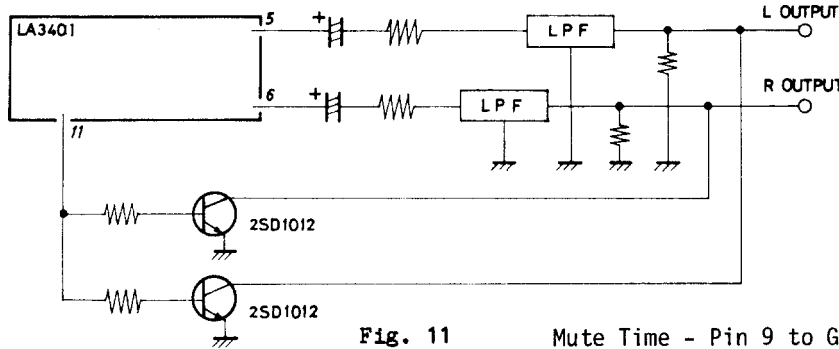 LA3401
5
+
LPF
L OUTPUT
6
+
LPF
R OUTPUT
11
2SD1012
2SD1012
Fig. 11
Mute Time - Pin 9 to G